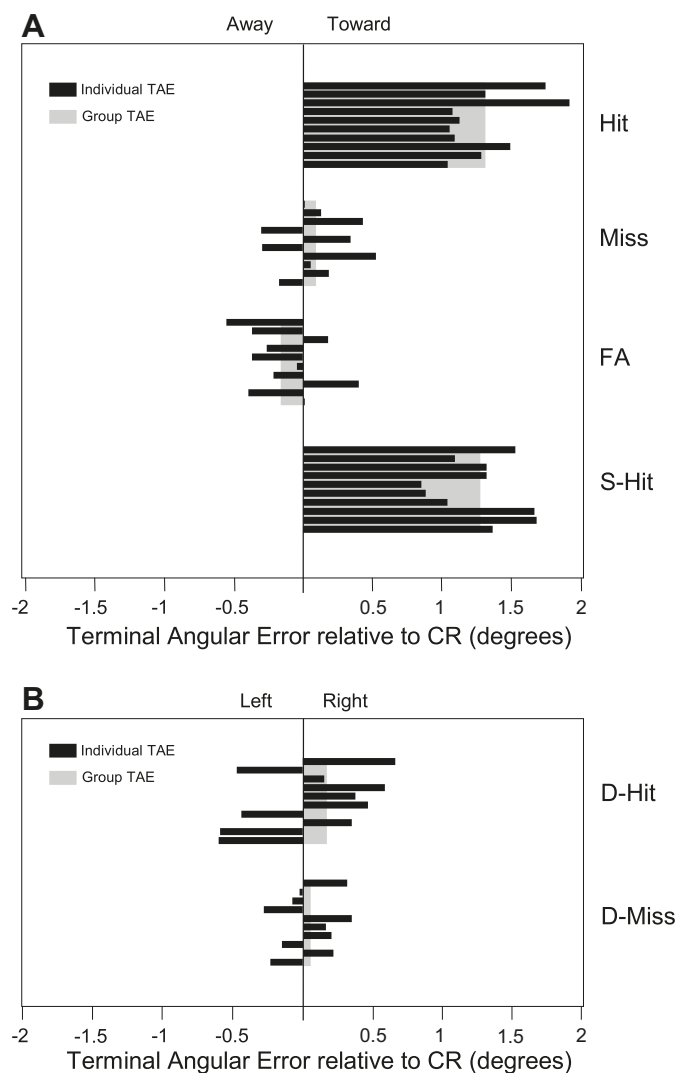 A
Away Toward
Individual TAE
Group TAE
Hit
Miss
FA
S-Hit
-2 -1.5 -1 -0.5 0.5 1 1.5 2
Terminal Angular Error relative to CR (degrees)
B
Left Right
Individual TAE
Group TAE
D-Hit
D-Miss
-2 -1.5 -1 -0.5 0.5 1 1.5 2
Terminal Angular Error relative to CR (degrees)